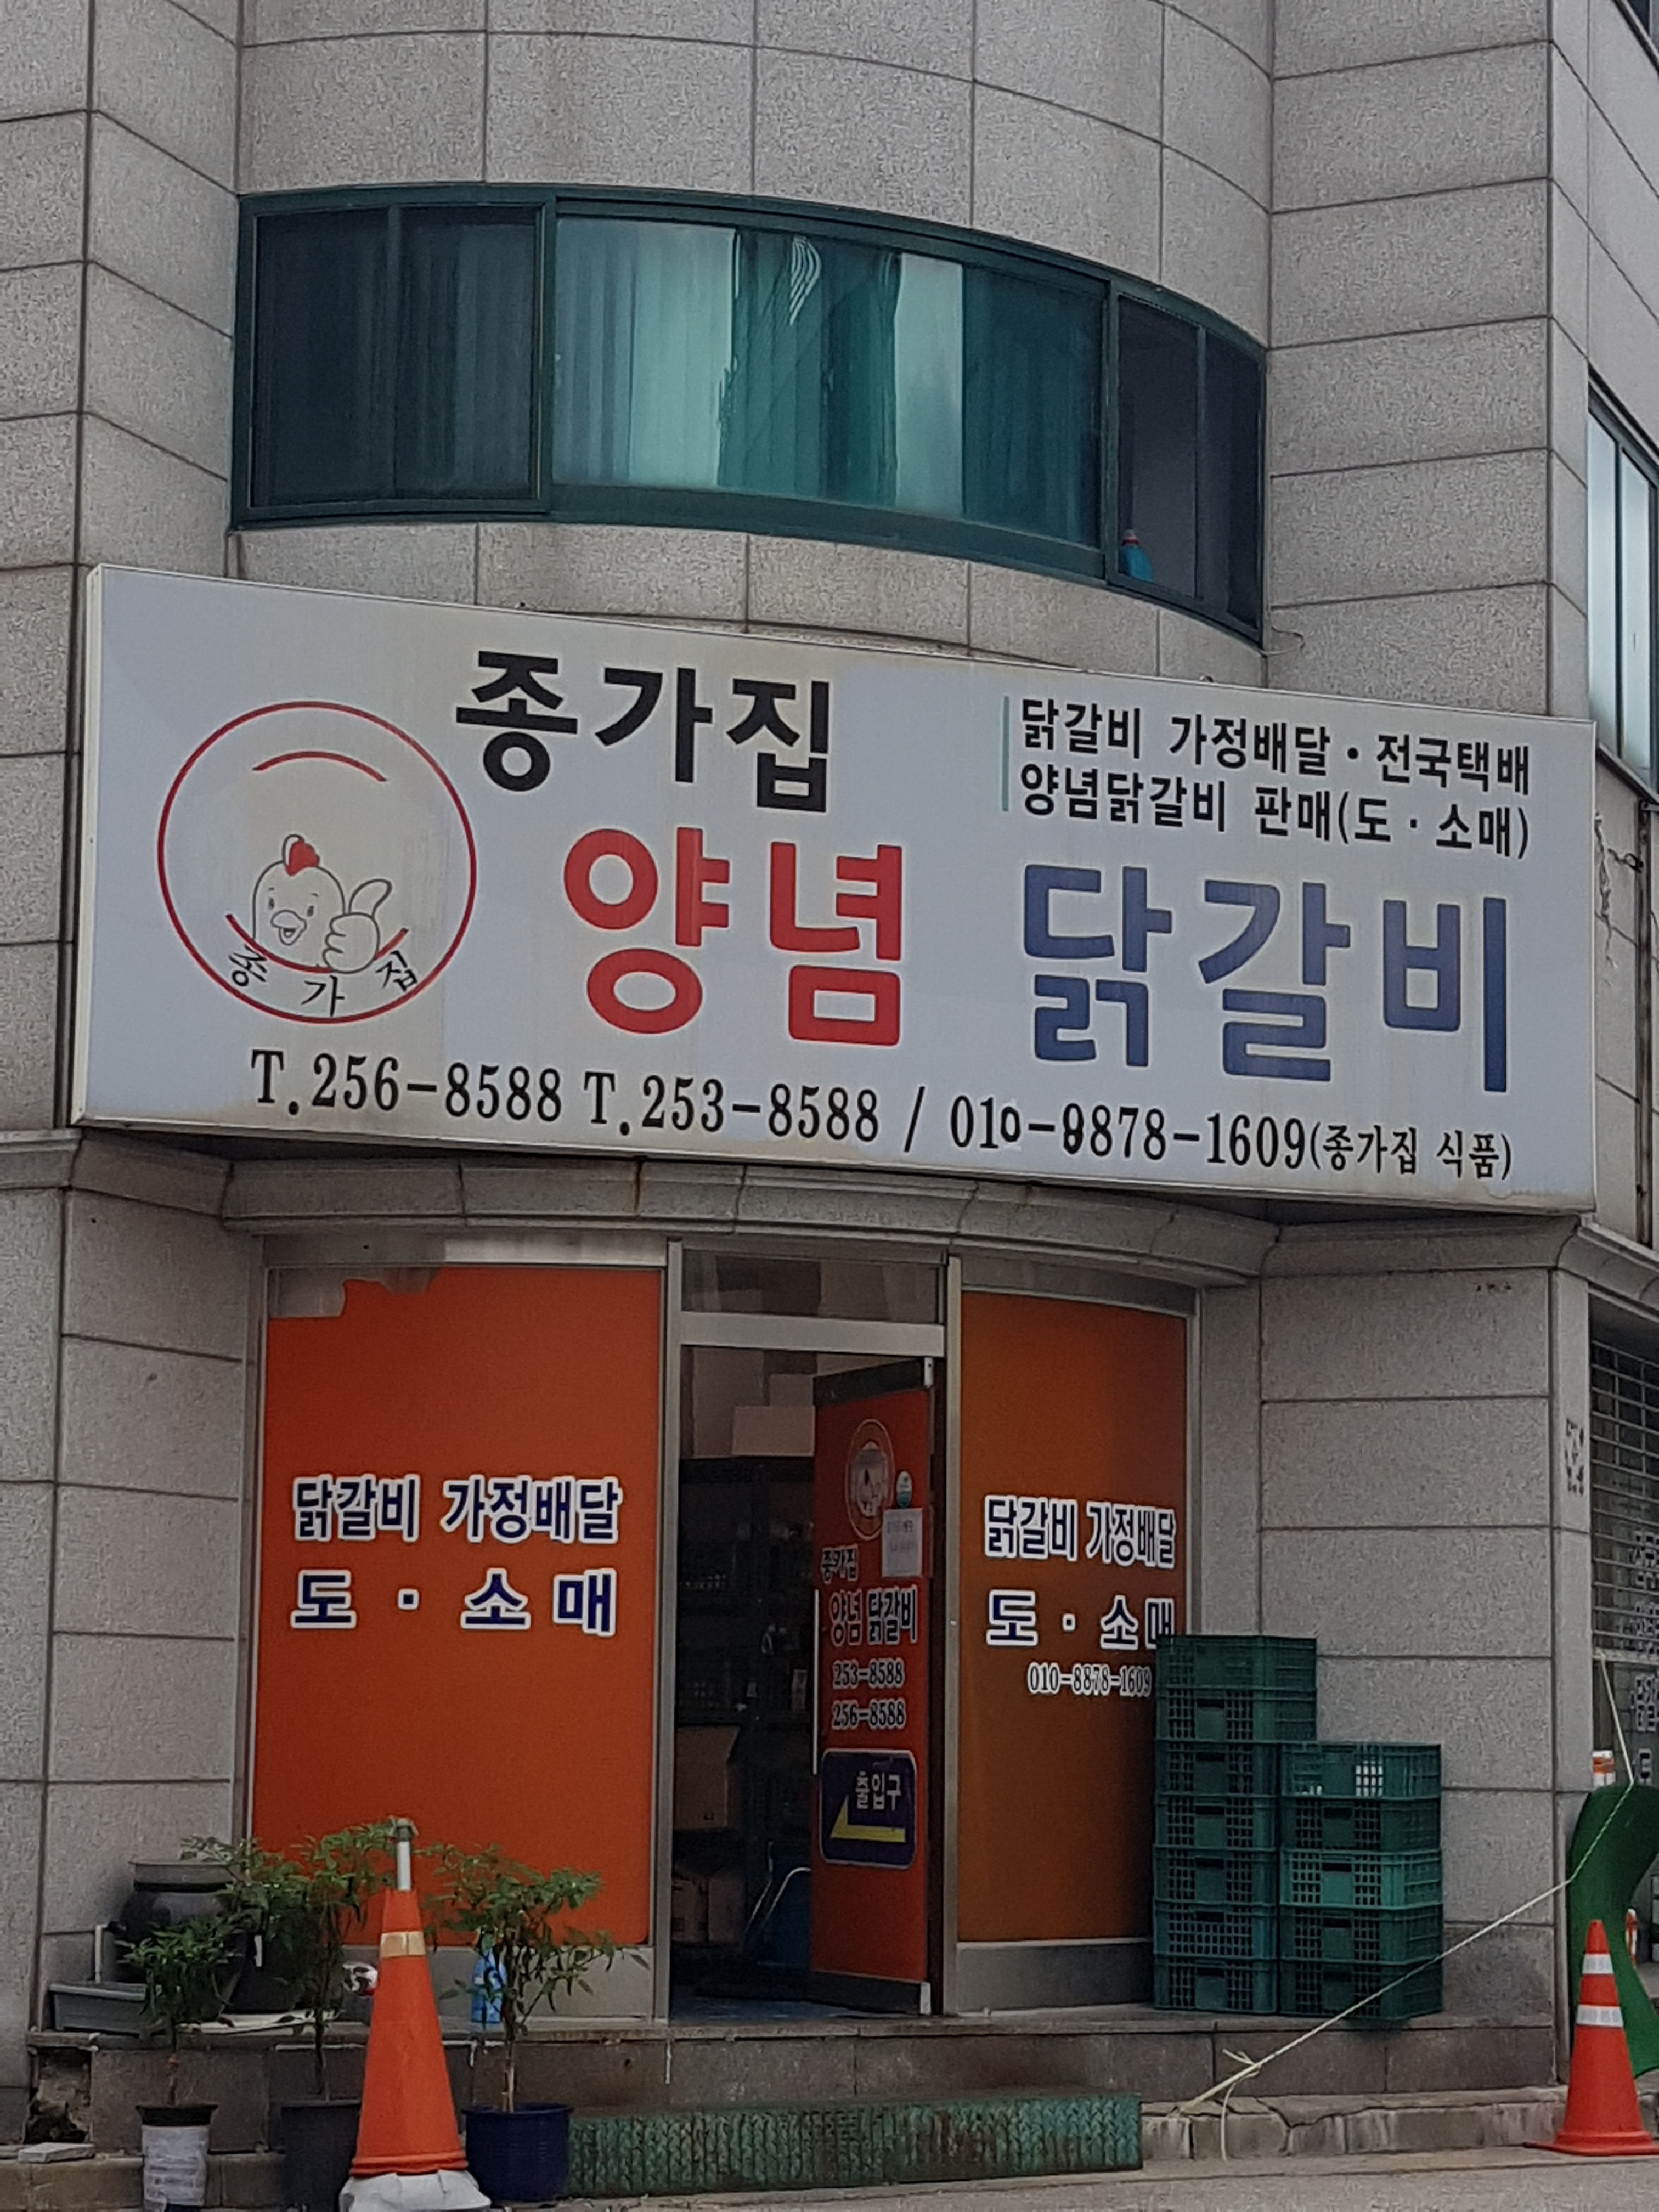 종가집
닭갈비 가정배달·전국택배
양념닭갈비 판매(도·소매)
양념 닭갈비
종가집
T.256-8588 T.253-8588 / 010-8878-1609(종가집 식품)
닭갈비 가정배달
도·소매
종가집
양념 닭갈비
253-8588
256-8588
출입구
닭갈비 가정배달
도·소매
010-8878-1609